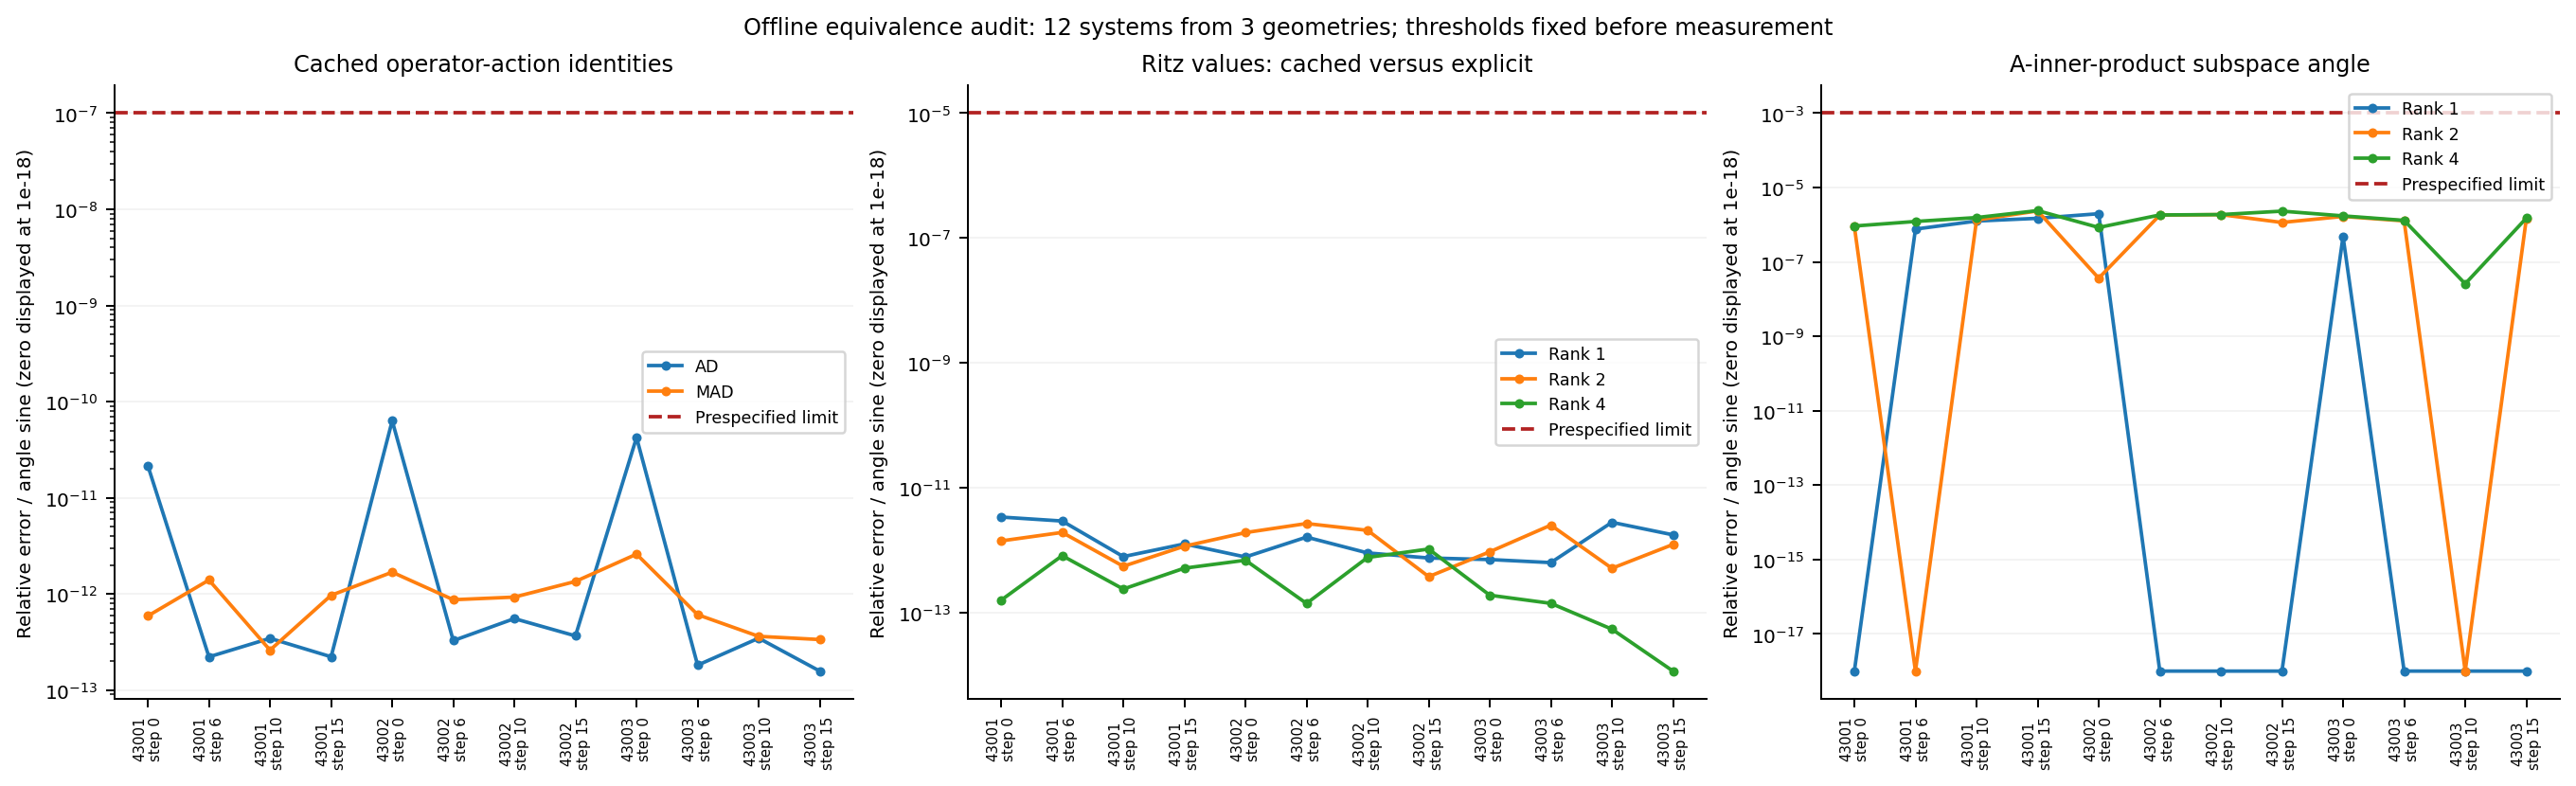 Offline equivalence audit: 12 systems from 3 geometries; thresholds fixed before measurement
Cached operator-action identities
Relative error / angle sine (zero displayed at 1e-18)
10⁻⁷
10⁻⁸
10⁻⁹
10⁻¹⁰
10⁻¹¹
10⁻¹²
10⁻¹³
AD
MAD
Prespecified limit
43001
step 0
43001
step 6
43001
step 10
43001
step 15
43002
step 0
43002
step 6
43002
step 10
43002
step 15
43003
step 0
43003
step 6
43003
step 10
43003
step 15
Ritz values: cached versus explicit
Relative error / angle sine (zero displayed at 1e-18)
10⁻⁵
10⁻⁷
10⁻⁹
10⁻¹¹
10⁻¹³
Rank 1
Rank 2
Rank 4
Prespecified limit
43001
step 0
43001
step 6
43001
step 10
43001
step 15
43002
step 0
43002
step 6
43002
step 10
43002
step 15
43003
step 0
43003
step 6
43003
step 10
43003
step 15
A-inner-product subspace angle
Relative error / angle sine (zero displayed at 1e-18)
10⁻³
10⁻⁵
10⁻⁷
10⁻⁹
10⁻¹¹
10⁻¹³
10⁻¹⁵
10⁻¹⁷
Rank 1
Rank 2
Rank 4
Prespecified limit
43001
step 0
43001
step 6
43001
step 10
43001
step 15
43002
step 0
43002
step 6
43002
step 10
43002
step 15
43003
step 0
43003
step 6
43003
step 10
43003
step 15